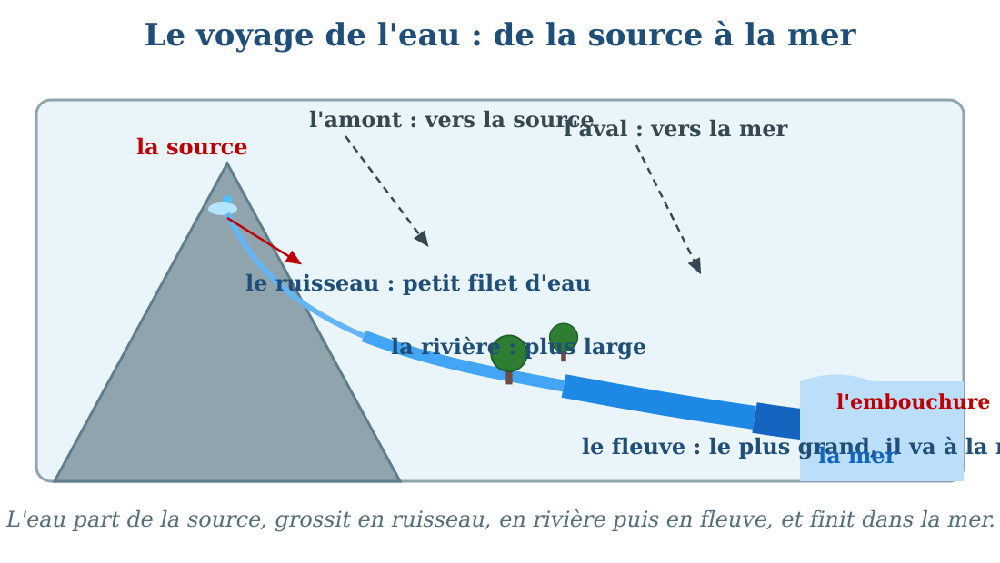 Le voyage de l'eau : de la source à la mer
l'amont : vers la source
l'aval : vers la mer
la source
le ruisseau : petit filet d'eau
la rivière : plus large
l'embouchure
le fleuve : le plus grand, il va à la
la mer
L'eau part de la source, grossit en ruisseau, en rivière puis en fleuve, et finit dans la mer.